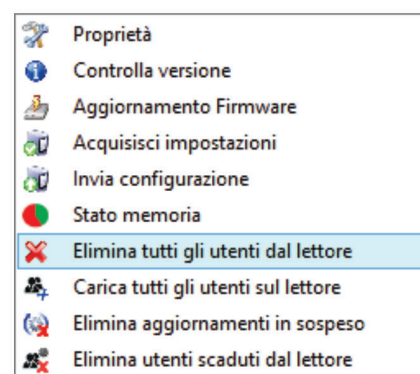 Proprietà
Controlla versione
Aggiornamento Firmware
Acquisisci impostazioni
Invia configurazione
Stato memoria
Elimina tutti gli utenti dal lettore
Carica tutti gli utenti sul lettore
Elimina aggiornamenti in sospeso
Elimina utenti scaduti dal lettore